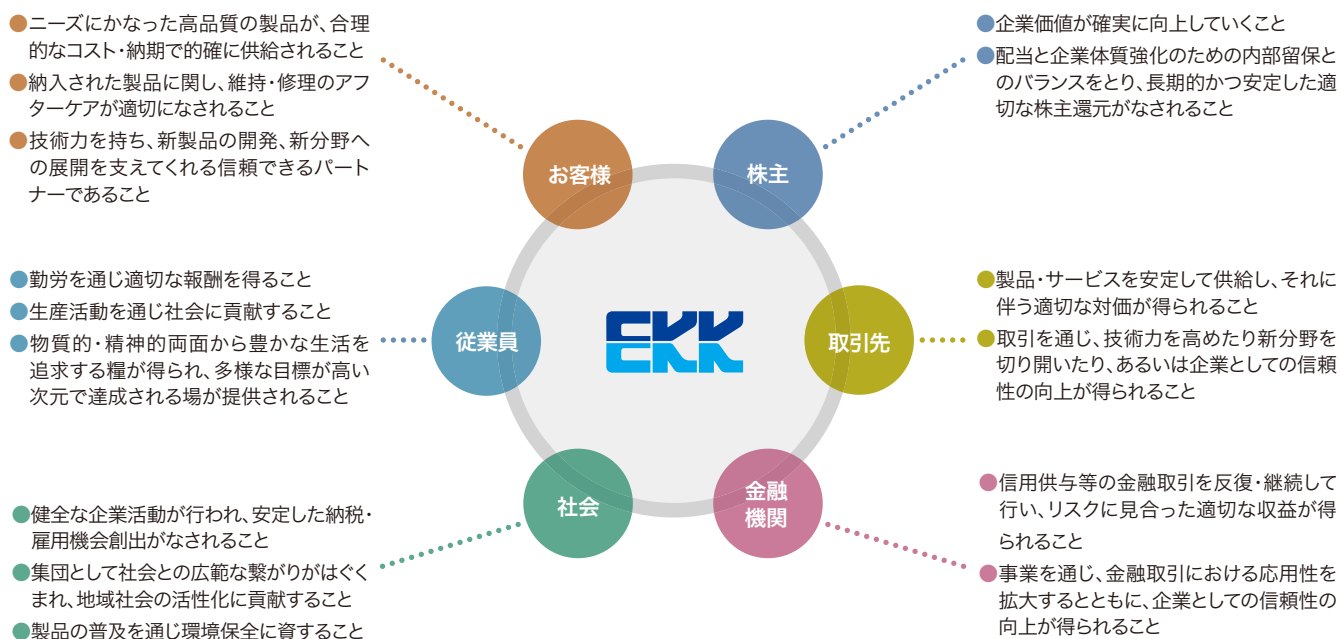 ●ニーズにかなった高品質の製品が、合理
的なコスト・納期で的確に供給されること
●納入された製品に関し、維持・修理のアフ
ターケアが適切になされること
●技術力を持ち、新製品の開発、新分野へ
の展開を支えてくれる信頼できるパート
ナーであること
●企業価値が確実に向上していくこと
●配当と企業体質強化のための内部留保と
のバランスをとり、長期的かつ安定した適
切な株主還元がなされること
お客様
株主
●勤労を通じ適切な報酬を得ること
●生産活動を通じ社会に貢献すること
●物質的・精神的両面から豊かな生活を
追求する糧が得られ、多様な目標が高い
次元で達成される場が提供されること
従業員
CKK
取引先
●製品・サービスを安定して供給し、それに
伴う適切な対価が得られること
●取引を通じ、技術力を高めたり新分野を
切り開いたり、あるいは企業としての信頼
性の向上が得られること
社会
金融
機関
●健全な企業活動が行われ、安定した納税・
雇用機会創出がなされること
●集団として社会との広範な繋がりがはぐく
まれ、地域社会の活性化に貢献すること
●製品の普及を通じ環境保全に資すること
●信用供与等の金融取引を反復・継続して
行い、リスクに見合った適切な収益が得
られること
●事業を通じ、金融取引における応用性を
拡大するとともに、企業としての信頼性の
向上が得られること